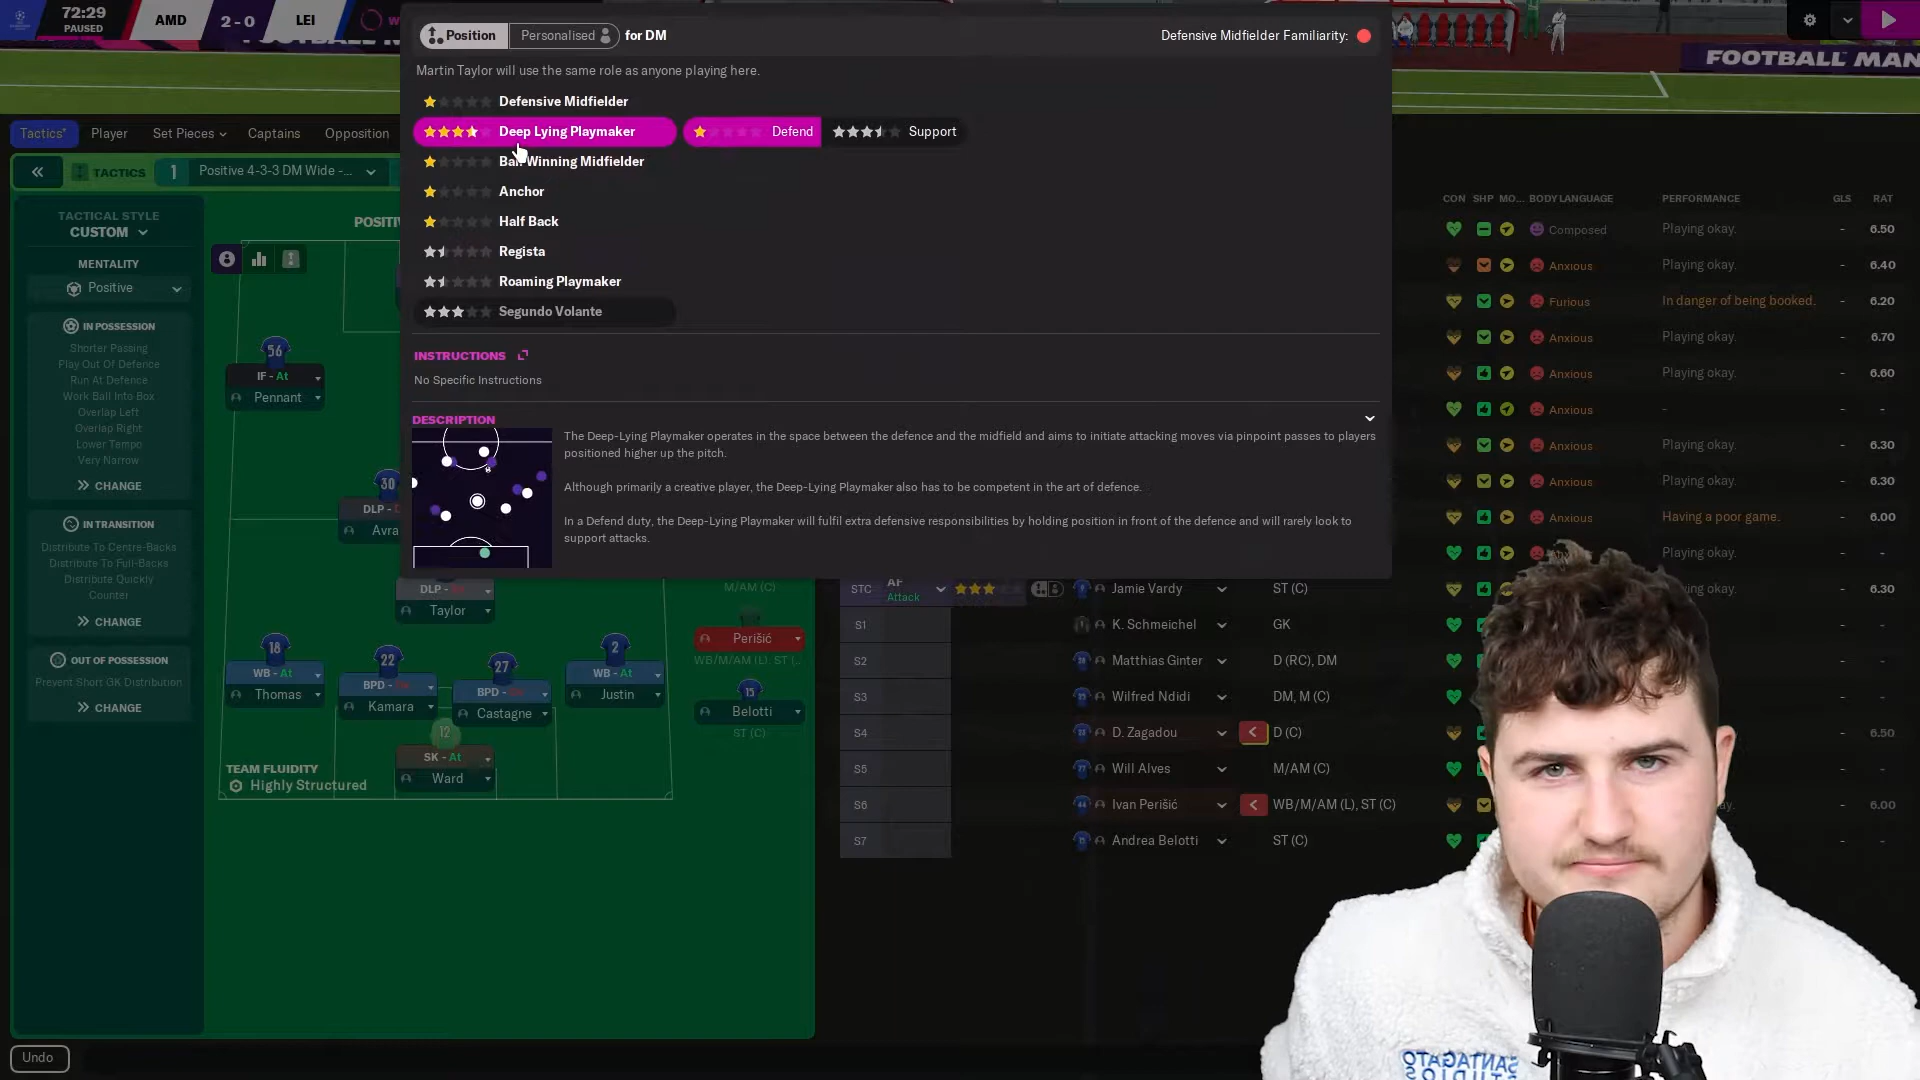 72:29
PAUSED
AMD
2 - 0
LEI
FOOTBALL MAN
Position
Personalised
for DM
Defensive Midfielder Familiarity:
Martin Taylor will use the same role as anyone playing here.
Defensive Midfielder
Deep Lying Playmaker
Defend
Support
Ball Winning Midfielder
Anchor
Half Back
Regista
Roaming Playmaker
Segundo Volante
INSTRUCTIONS
No Specific Instructions
DESCRIPTION
The Deep-Lying Playmaker operates in the space between the defence and the midfield and aims to initiate attacking moves via pinpoint passes to players
positioned higher up the pitch.
Although primarily a creative player, the Deep-Lying Playmaker also has to be competent in the art of defence.
In a Defend duty, the Deep-Lying Playmaker will fulfil extra defensive responsibilities by holding position in front of the defence and will rarely look to
support attacks.
Tactics*
Player
Set Pieces
Captains
Opposition
TACTICS
1
Positive 4-3-3 DM Wide -...
TACTICAL STYLE
CUSTOM
MENTALITY
Positive
IN POSSESSION
Shorter Passing
Play Out Of Defence
Run At Defence
Work Ball Into Box
Overlap Left
Overlap Right
Lower Tempo
Very Narrow
CHANGE
IN TRANSITION
Distribute To Centre-Backs
Distribute To Full-Backs
Distribute Quickly
Counter
CHANGE
OUT OF POSSESSION
Prevent Short GK Distribution
CHANGE
POSITIV
56
IF - At
Pennant
30
DLP -
Avra
DLP -
Taylor
18
WB - At
Thomas
22
BPD -
Kamara
27
BPD -
Castagne
2
WB - At
Justin
12
SK - At
Ward
TEAM FLUIDITY
Highly Structured
M/AM (C)
Perišić
WB/M/AM (L), ST (..
15
Belotti
ST (C)
CON
SHP
MO...
BODY LANGUAGE
PERFORMANCE
GLS
RAT
Composed
Playing okay.
-
6.50
Anxious
Playing okay.
-
6.40
Furious
In danger of being booked.
-
6.20
Anxious
Playing okay.
-
6.70
Anxious
Playing okay.
-
6.60
Anxious
-
-
-
Anxious
Playing okay.
-
6.30
Anxious
Playing okay.
-
6.30
Anxious
Having a poor game.
-
6.00
Playing okay.
-
-
STC
AF
Attack
Jamie Vardy
ST (C)
ing okay.
-
6.30
S1
K. Schmeichel
GK
-
-
S2
Matthias Ginter
D (RC), DM
-
-
S3
Wilfred Ndidi
DM, M (C)
-
-
S4
D. Zagadou
D (C)
-
6.50
S5
Will Alves
M/AM (C)
-
-
S6
Ivan Perišić
WB/M/AM (L), ST (C)
ay.
-
6.00
S7
Andrea Belotti
ST (C)
-
-
Undo